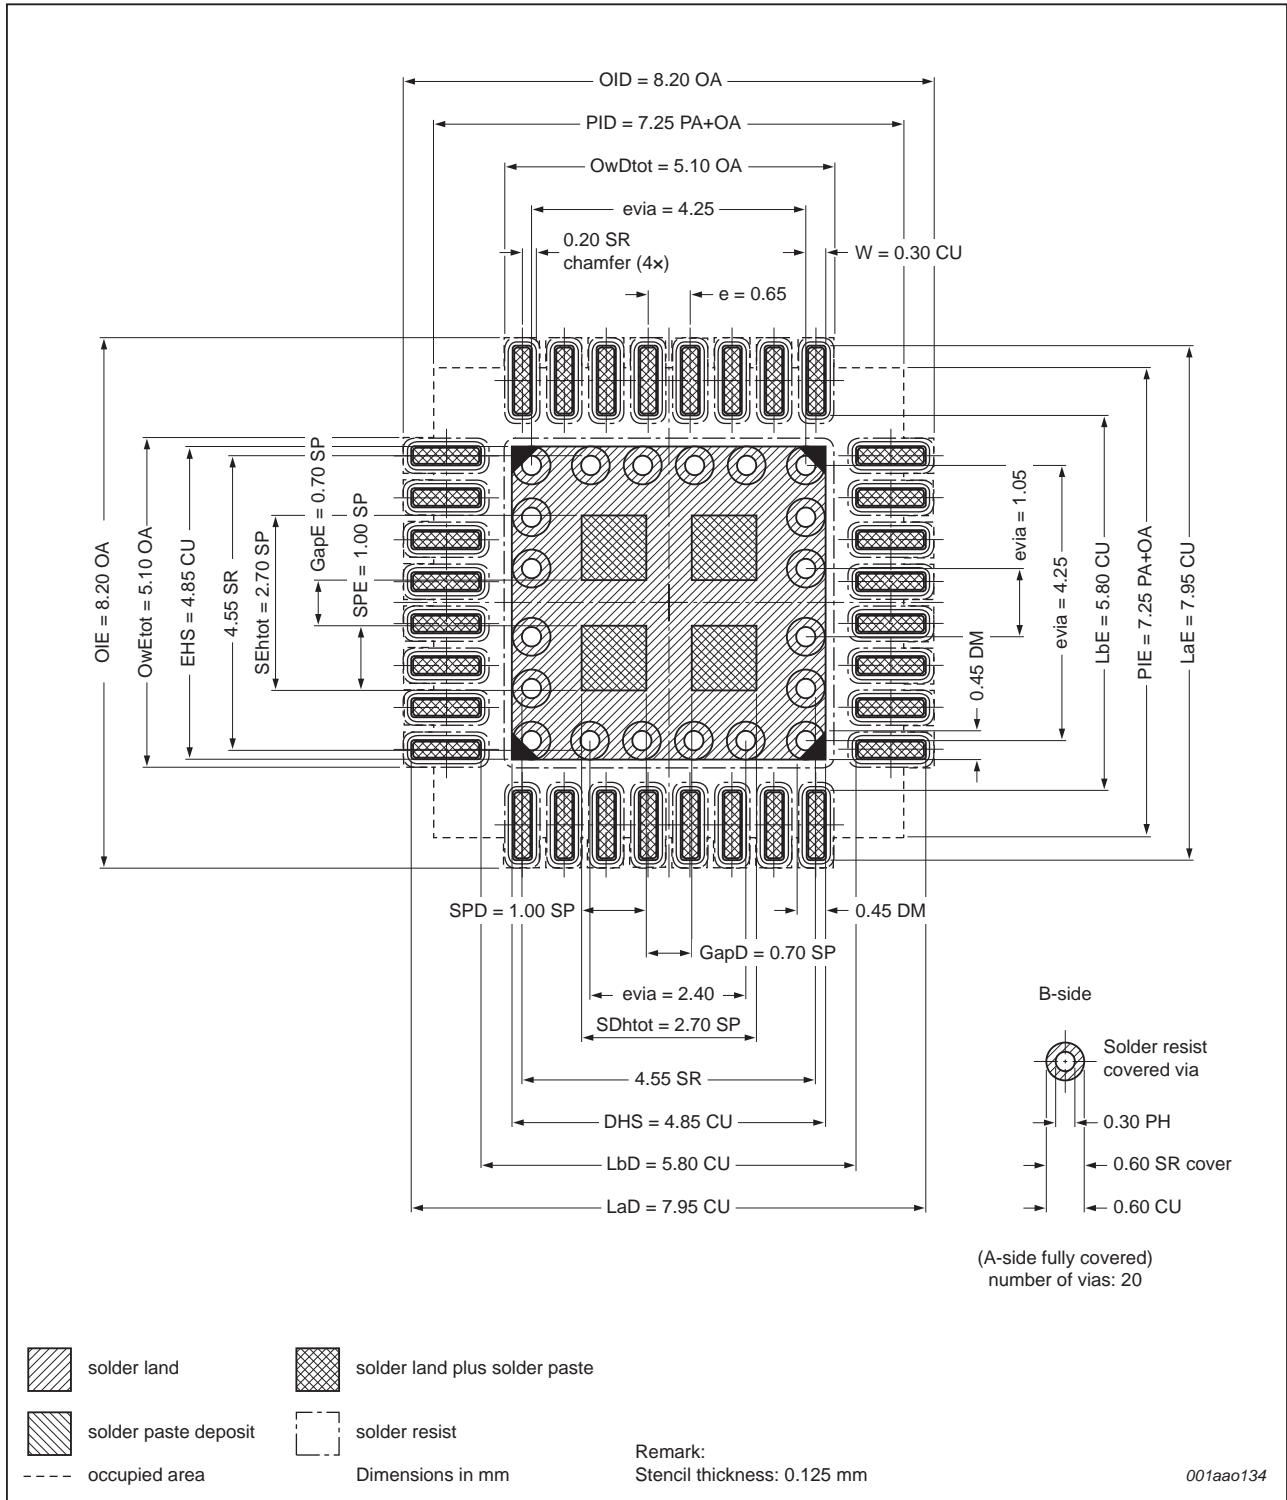 OID = 8.20 OA
PID = 7.25 PA+OA
OwDtot = 5.10 OA
evia = 4.25
0.20 SR
chamfer (4×)
W = 0.30 CU
e = 0.65
OIE = 8.20 OA
OwEtot = 5.10 OA
EHS = 4.85 CU
4.55 SR
SEhtot = 2.70 SP
GapE = 0.70 SP
SPE = 1.00 SP
evia = 1.05
0.45 DM
evia = 4.25
LbE = 5.80 CU
PIE = 7.25 PA+OA
LaE = 7.95 CU
SPD = 1.00 SP
0.45 DM
GapD = 0.70 SP
evia = 2.40
SDhtot = 2.70 SP
4.55 SR
DHS = 4.85 CU
LbD = 5.80 CU
LaD = 7.95 CU
B-side
Solder resist
covered via
0.30 PH
0.60 SR cover
0.60 CU
(A-side fully covered)
number of vias: 20
solder land
solder land plus solder paste
solder paste deposit
solder resist
occupied area
Dimensions in mm
Remark:
Stencil thickness: 0.125 mm
001aao134